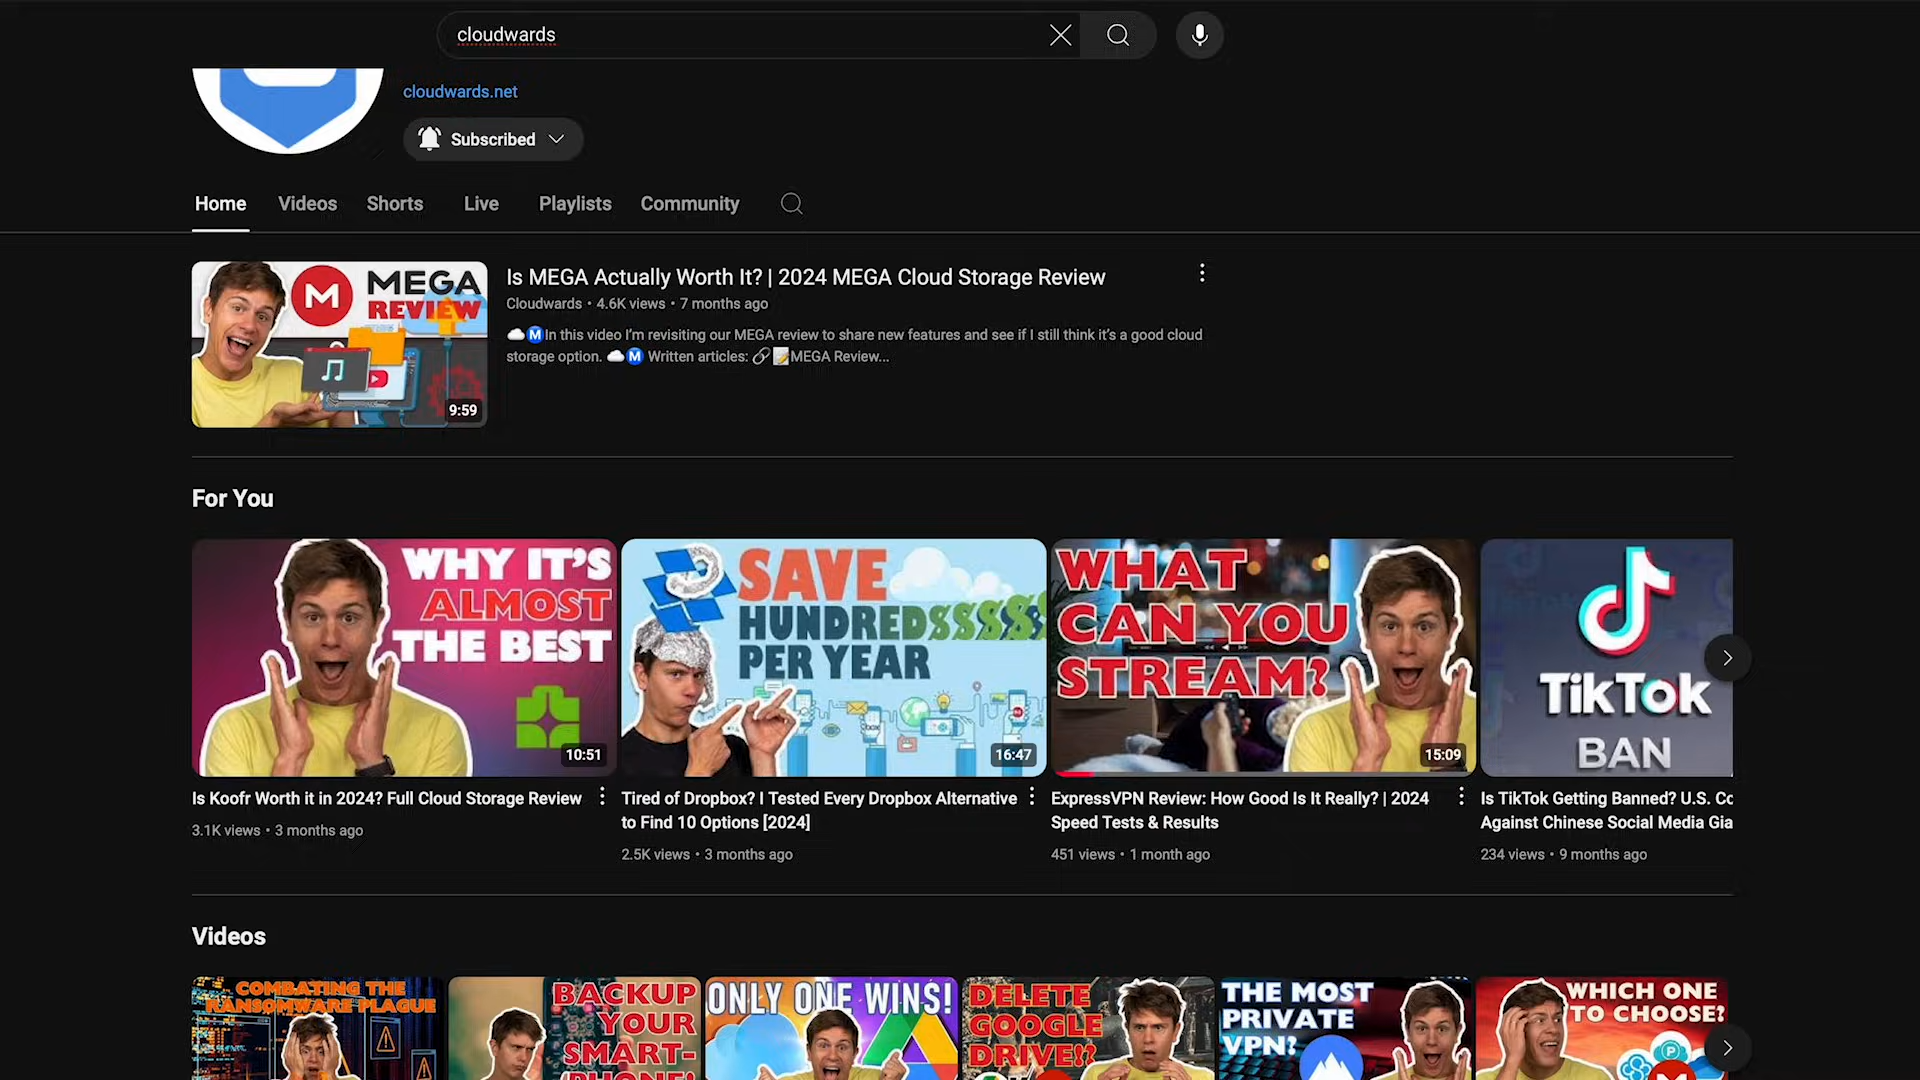 cloudwards
cloudwards.net
Subscribed
Home Videos Shorts Live Playlists Community
M MEGA
REVIEW
9:59
Is MEGA Actually Worth It? | 2024 MEGA Cloud Storage Review
Cloudwards • 4.6K views • 7 months ago
☁️Ⓜ️In this video I'm revisiting our MEGA review to share new features and see if I still think it's a good cloud
storage option. ☁️Ⓜ️ Written articles: 🔗📝MEGA Review...
For You
WHY IT'S
ALMOST
THE BEST
10:51
SAVE
HUNDRED$$$$$
PER YEAR
16:47
WHAT
CAN YOU
STREAM?
15:09
TikTok
BAN
Is Koofr Worth it in 2024? Full Cloud Storage Review
3.1K views • 3 months ago
Tired of Dropbox? I Tested Every Dropbox Alternative
to Find 10 Options [2024]
2.5K views • 3 months ago
ExpressVPN Review: How Good Is It Really? | 2024
Speed Tests & Results
451 views • 1 month ago
Is TikTok Getting Banned? U.S. Co
Against Chinese Social Media Gia
234 views • 9 months ago
Videos
COMBATING THE
RANSOMWARE PLAGUE
BACKUP
YOUR
SMART-
PHONE!
ONLY ONE WINS!
DELETE
GOOGLE
DRIVE!?
THE MOST
PRIVATE
VPN?
WHICH ONE
TO CHOOSE?